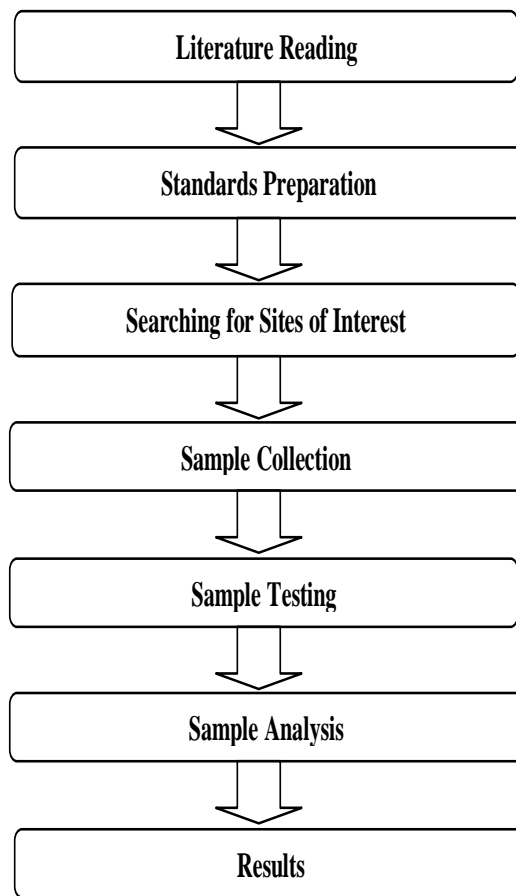 Literature Reading
Standards Preparation
Searching for Sites of Interest
Sample Collection
Sample Testing
Sample Analysis
Results